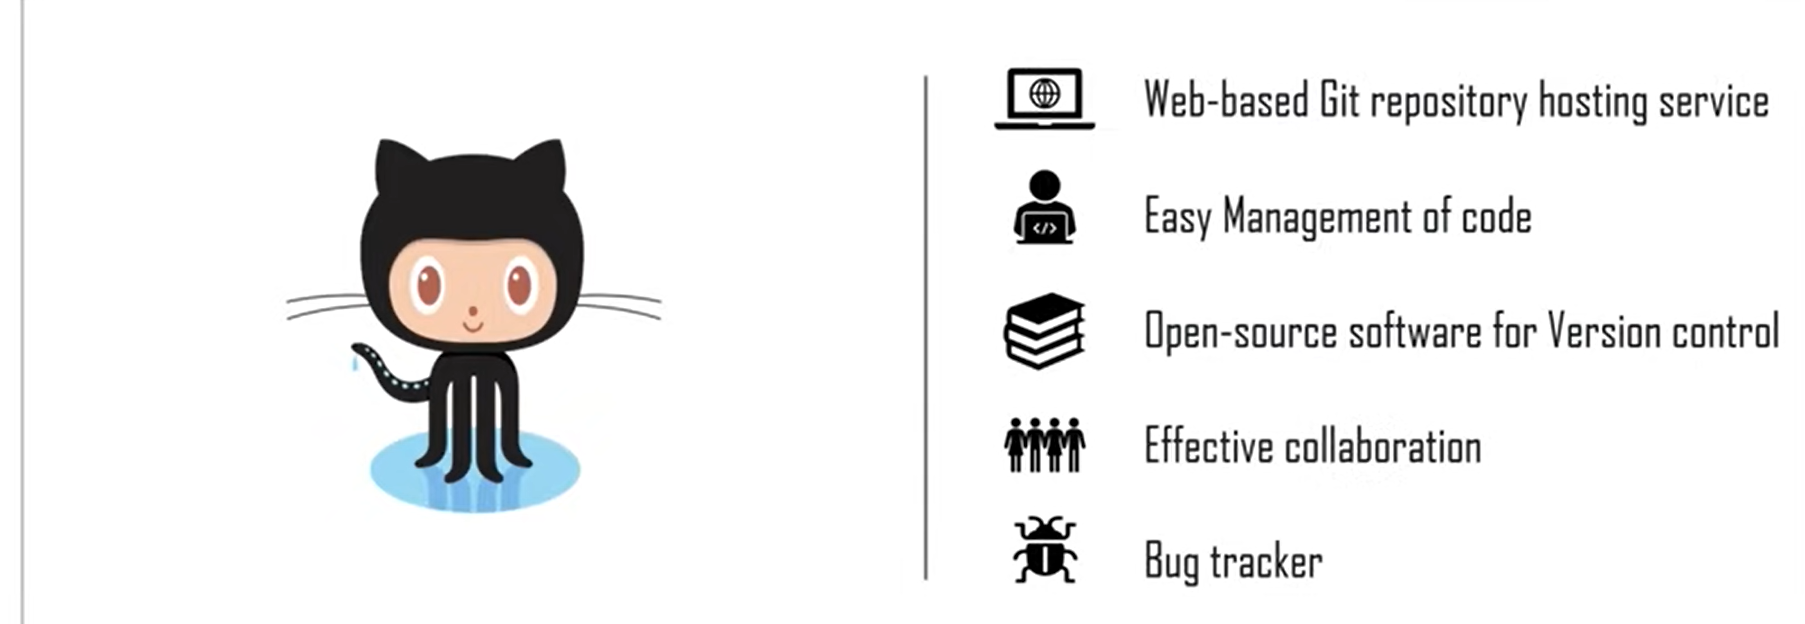 Web-based Git repository hosting service
</>
Easy Management of code
Open-source software for Version control
Effective collaboration
Bug tracker